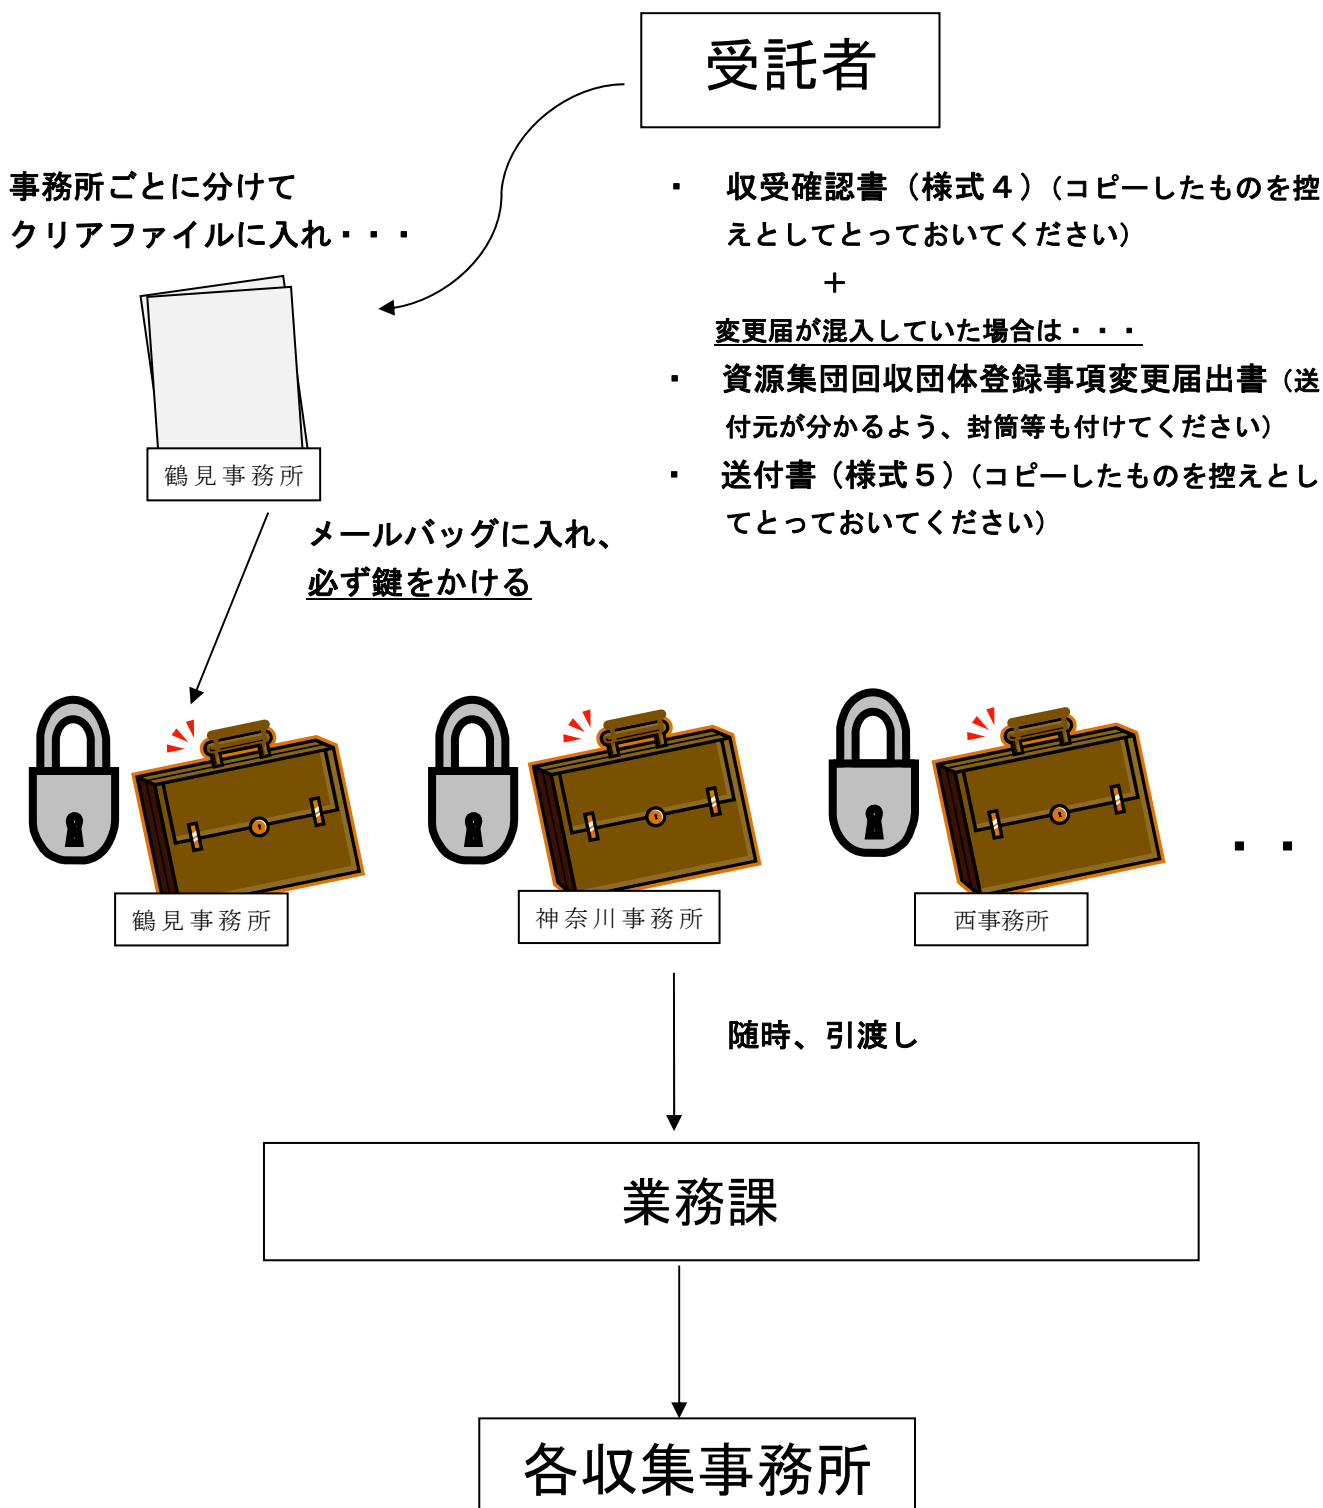 受託者
事務所ごとに分けて
クリアファイルに入れ・・・
・ 収受確認書（様式４）（コピーしたものを控
えとしてとっておいてください）
＋
変更届が混入していた場合は・・・
・ 資源集団回収団体登録事項変更届出書（送
付元が分かるよう、封筒等も付けてください）
・ 送付書（様式５）（コピーしたものを控えとし
てとっておいてください）
鶴見事務所
メールバッグに入れ、
必ず鍵をかける
鶴見事務所
神奈川事務所
西事務所
・・
随時、引渡し
業務課
各収集事務所